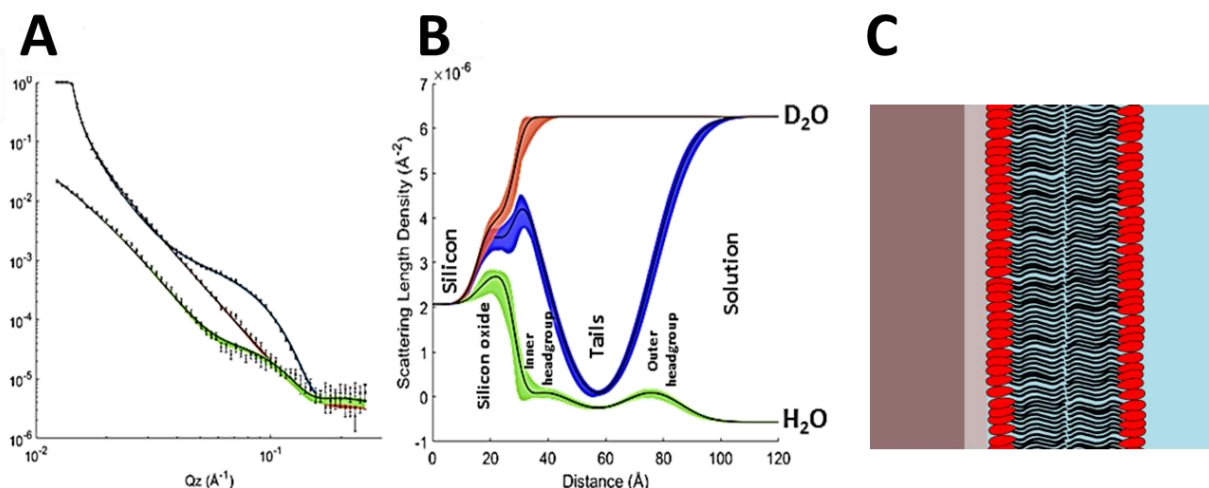 A
10⁰
10⁻¹
10⁻²
10⁻³
10⁻⁴
10⁻⁵
10⁻⁶
10⁻²
10⁻¹
Qz (Å⁻¹)
B
×10⁻⁶
7
6
5
4
3
2
1
0
-1
Scattering Length Density (Å⁻²)
Silicon
Silicon oxide
Inner
headgroup
Tails
Outer
headgroup
Solution
D₂O
H₂O
0
20
40
60
80
100
120
Distance (Å)
C